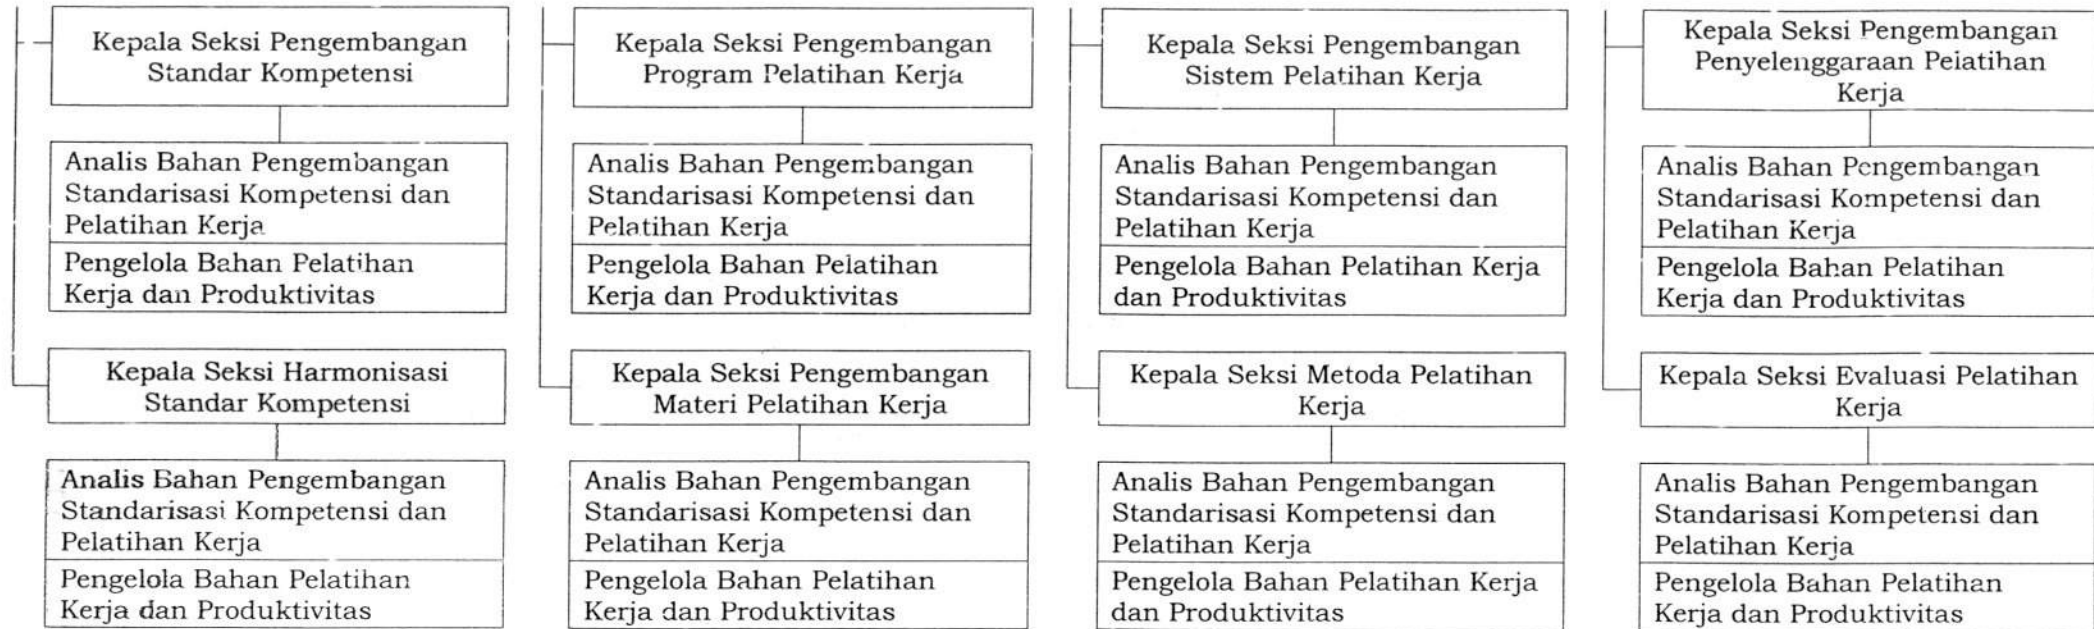 Kepala Seksi Pengembangan
Standar Kompetensi
Analis Bahan Pengembangan
Standarisasi Kompetensi dan
Pelatihan Kerja
Pengelola Bahan Pelatihan
Kerja dan Produktivitas
Kepala Seksi Harmonisasi
Standar Kompetensi
Analis Bahan Pengembangan
Standarisasi Kompetensi dan
Pelatihan Kerja
Pengelola Bahan Pelatihan
Kerja dan Produktivitas
Kepala Seksi Pengembangan
Program Pelatihan Kerja
Analis Bahan Pengembangan
Standarisasi Kompetensi dan
Pelatihan Kerja
Pengelola Bahan Pelatihan
Kerja dan Produktivitas
Kepala Seksi Pengembangan
Materi Pelatihan Kerja
Analis Bahan Pengembangan
Standarisasi Kompetensi dan
Pelatihan Kerja
Pengelola Bahan Pelatihan
Kerja dan Produktivitas
Kepala Seksi Pengembangan
Sistem Pelatihan Kerja
Analis Bahan Pengembangan
Standarisasi Kompetensi dan
Pelatihan Kerja
Pengelola Bahan Pelatihan Kerja
dan Produktivitas
Kepala Seksi Metoda Pelatihan
Kerja
Analis Bahan Pengembangan
Standarisasi Kompetensi dan
Pelatihan Kerja
Pengelola Bahan Pelatihan Kerja
dan Produktivitas
Kepala Seksi Pengembangan
Penyelenggaraan Pelatihan
Kerja
Analis Bahan Pengembangan
Standarisasi Kompetensi dan
Pelatihan Kerja
Pengelola Bahan Pelatihan
Kerja dan Produktivitas
Kepala Seksi Evaluasi Pelatihan
Kerja
Analis Bahan Pengembangan
Standarisasi Kompetensi dan
Pelatihan Kerja
Pengelola Bahan Pelatihan
Kerja dan Produktivitas